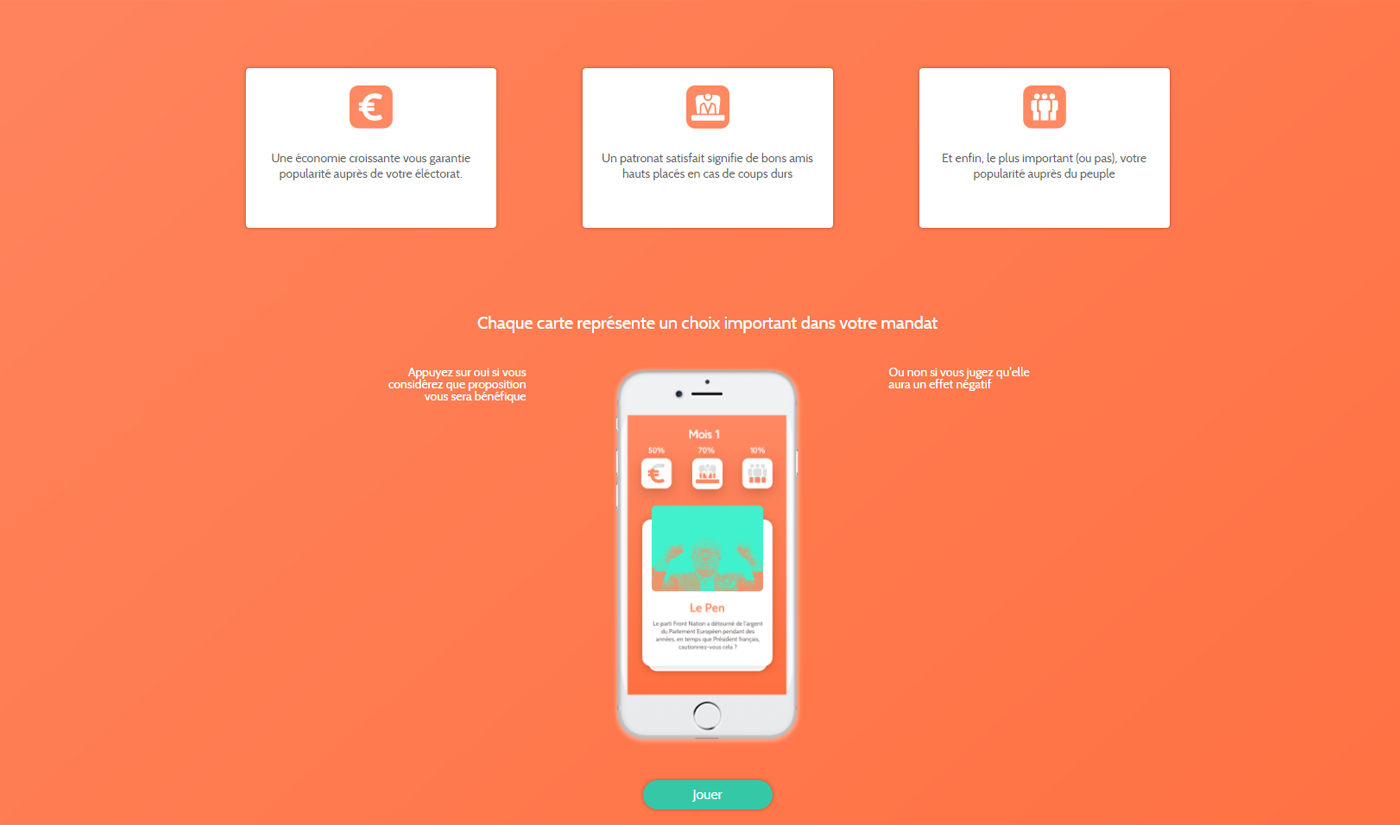 €
Une économie croissante vous garantie
popularité auprès de votre éléctorat.
Un patronat satisfait signifie de bons amis
hauts placés en cas de coups durs
Et enfin, le plus important (ou pas), votre
popularité auprès du peuple
Chaque carte représente un choix important dans votre mandat
Appuyez sur oui si vous
considérez que proposition
vous sera bénéfique
Ou non si vous jugez qu'elle
aura un effet négatif
Mois 1
50% 70% 10%
€
Le Pen
Le parti Front Nation a détourné de l'argent
du Parlement Européen pendant des
années, en temps que Président français,
cautionnez-vous cela ?
Jouer